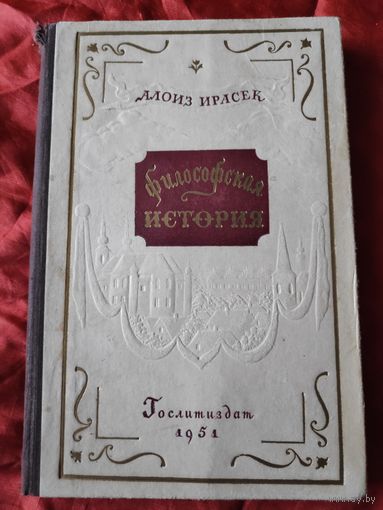 АЛОИЗ ИРАСЕК
Философская
ИСТОРИЯ
Гослитиздат
1951